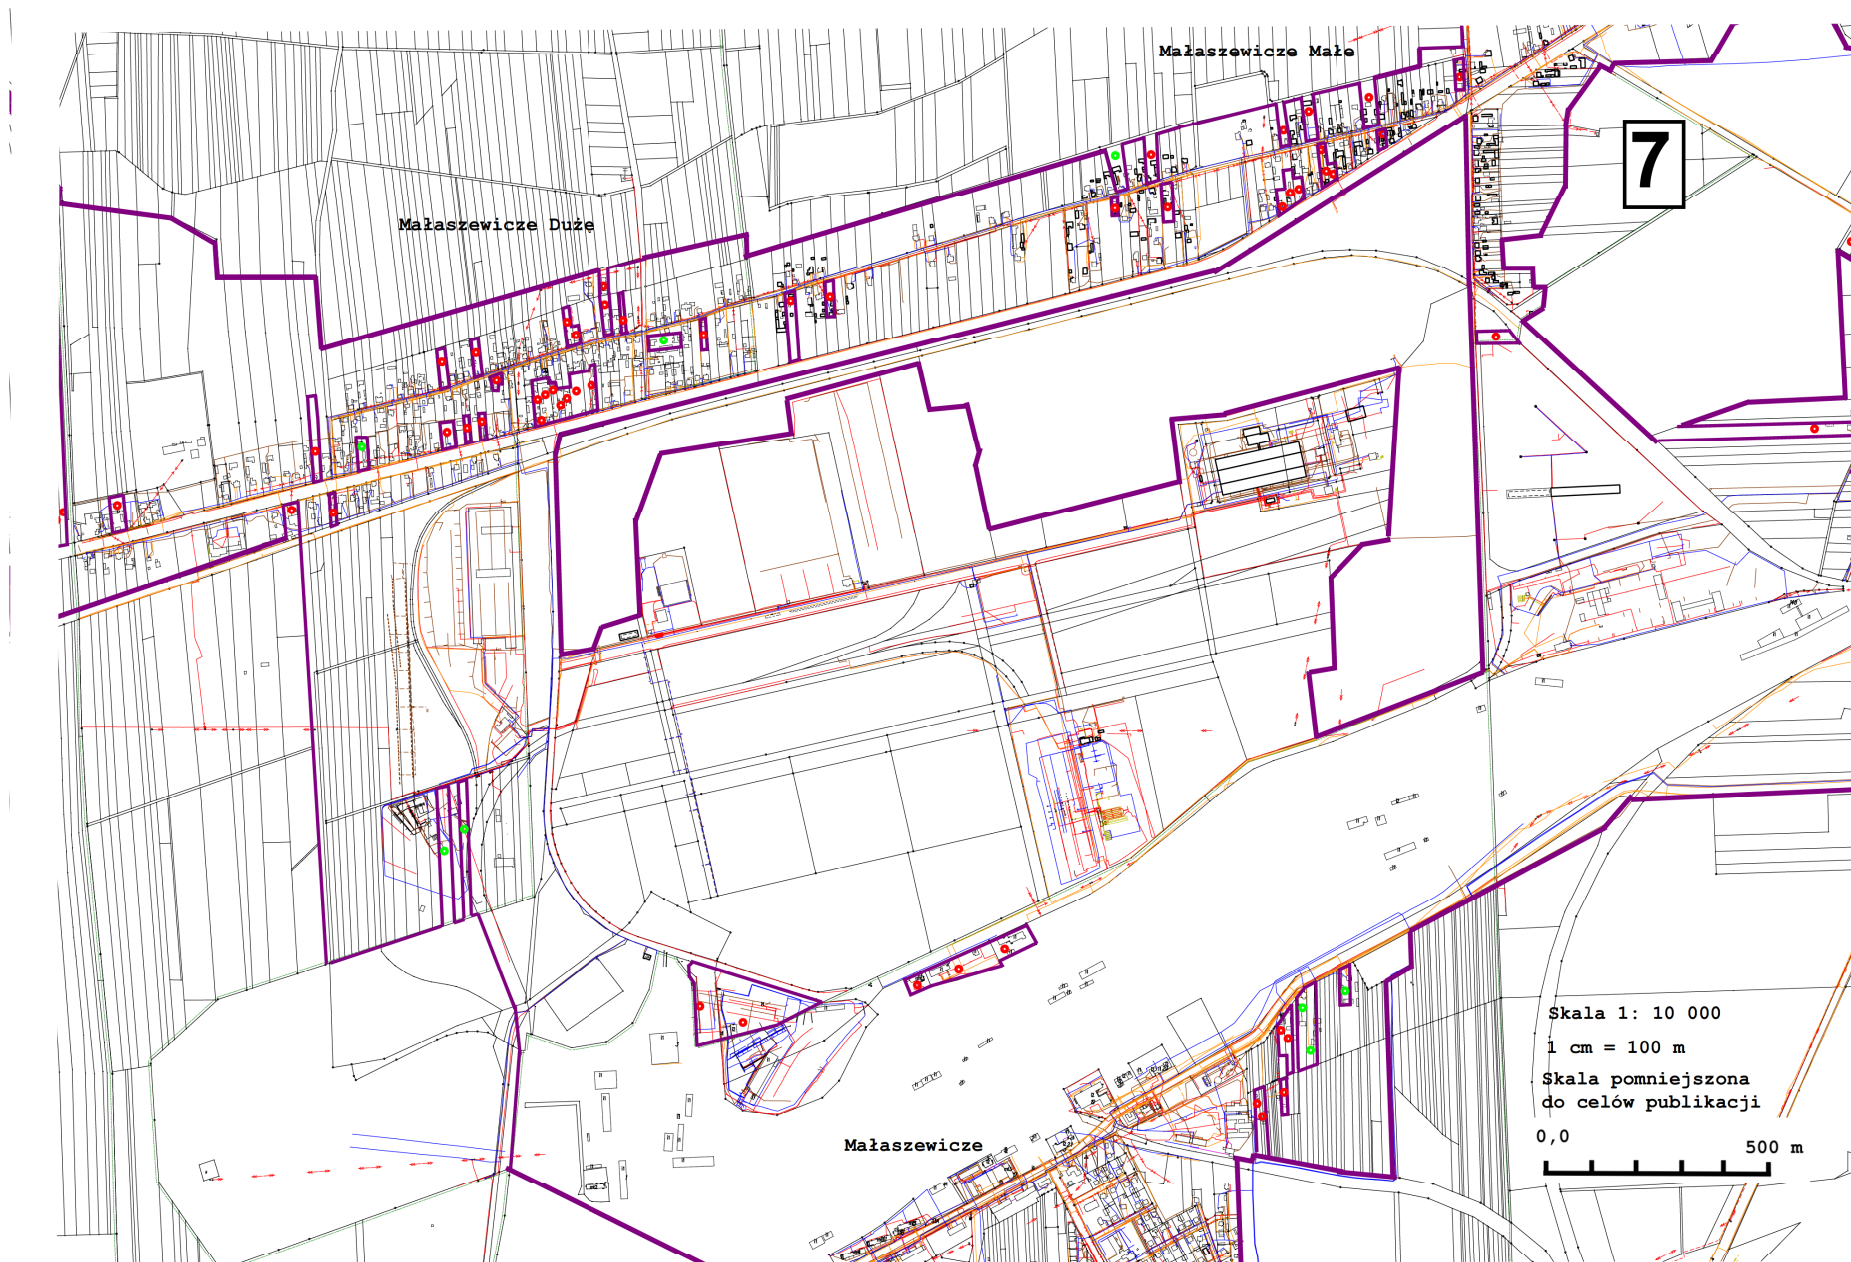 Małaszewicze Małe
7
Małaszewicze Duże
Skala 1: 10 000
1 cm = 100 m
Skala pomniejszona
do celów publikacji
0,0
500 m
Małaszewicze